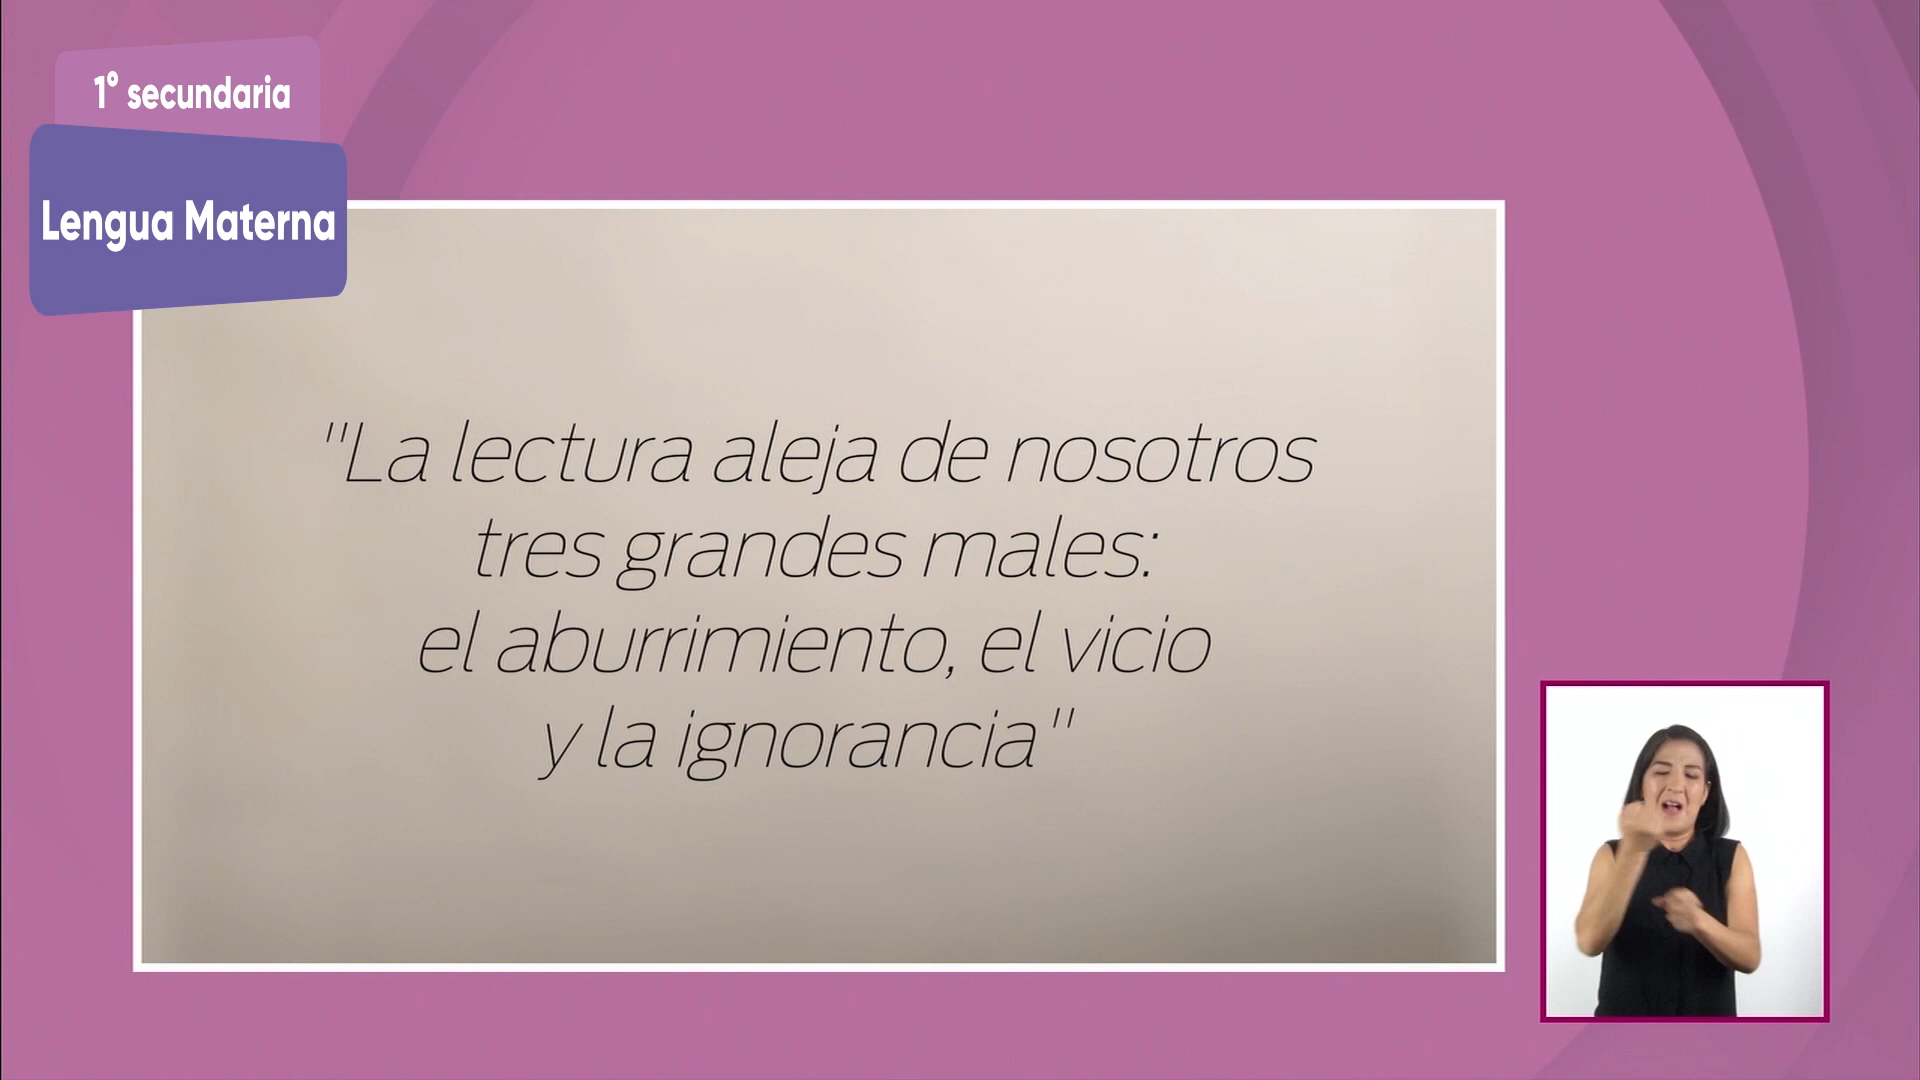 1° secundaria
Lengua Materna
"La lectura aleja de nosotros
tres grandes males:
el aburrimiento, el vicio
y la ignorancia"